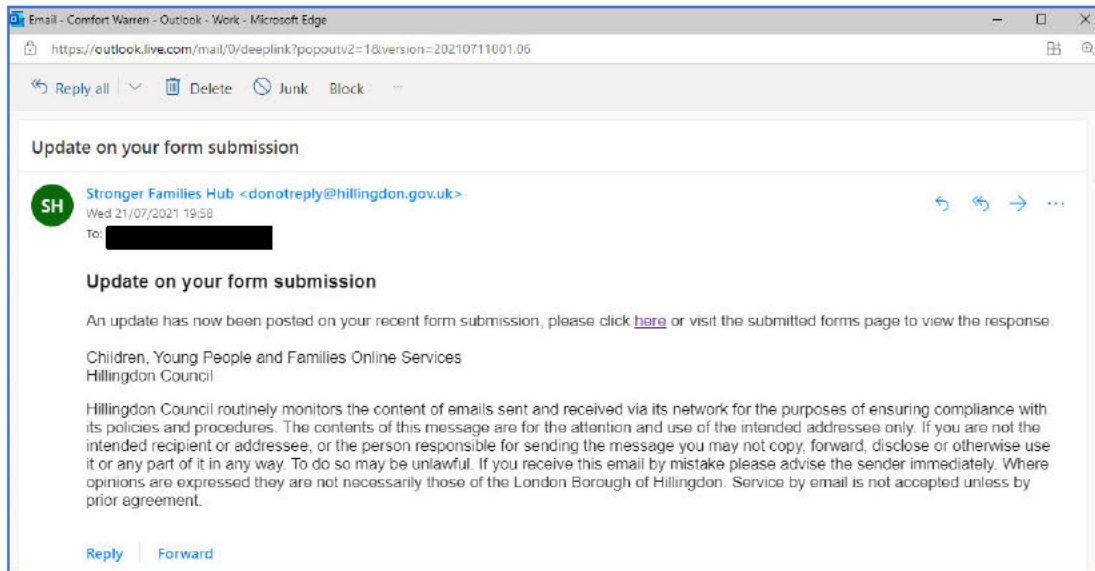 Email - Comfort Warren - Outlook - Work - Microsoft Edge
https://outlook.live.com/mail/0/deeplink?popoutv2=1&version=20210711001.06
Reply all Delete Junk Block ...
Update on your form submission
SH
Stronger Families Hub <donotreply@hillingdon.gov.uk>
Wed 21/07/2021 19:58
To:
Update on your form submission
An update has now been posted on your recent form submission, please click here or visit the submitted forms page to view the response.
Children, Young People and Families Online Services
Hillingdon Council
Hillingdon Council routinely monitors the content of emails sent and received via its network for the purposes of ensuring compliance with
its policies and procedures. The contents of this message are for the attention and use of the intended addressee only. If you are not the
intended recipient or addressee, or the person responsible for sending the message you may not copy, forward, disclose or otherwise use
it or any part of it in any way. To do so may be unlawful. If you receive this email by mistake please advise the sender immediately. Where
opinions are expressed they are not necessarily those of the London Borough of Hillingdon. Service by email is not accepted unless by
prior agreement.
Reply Forward